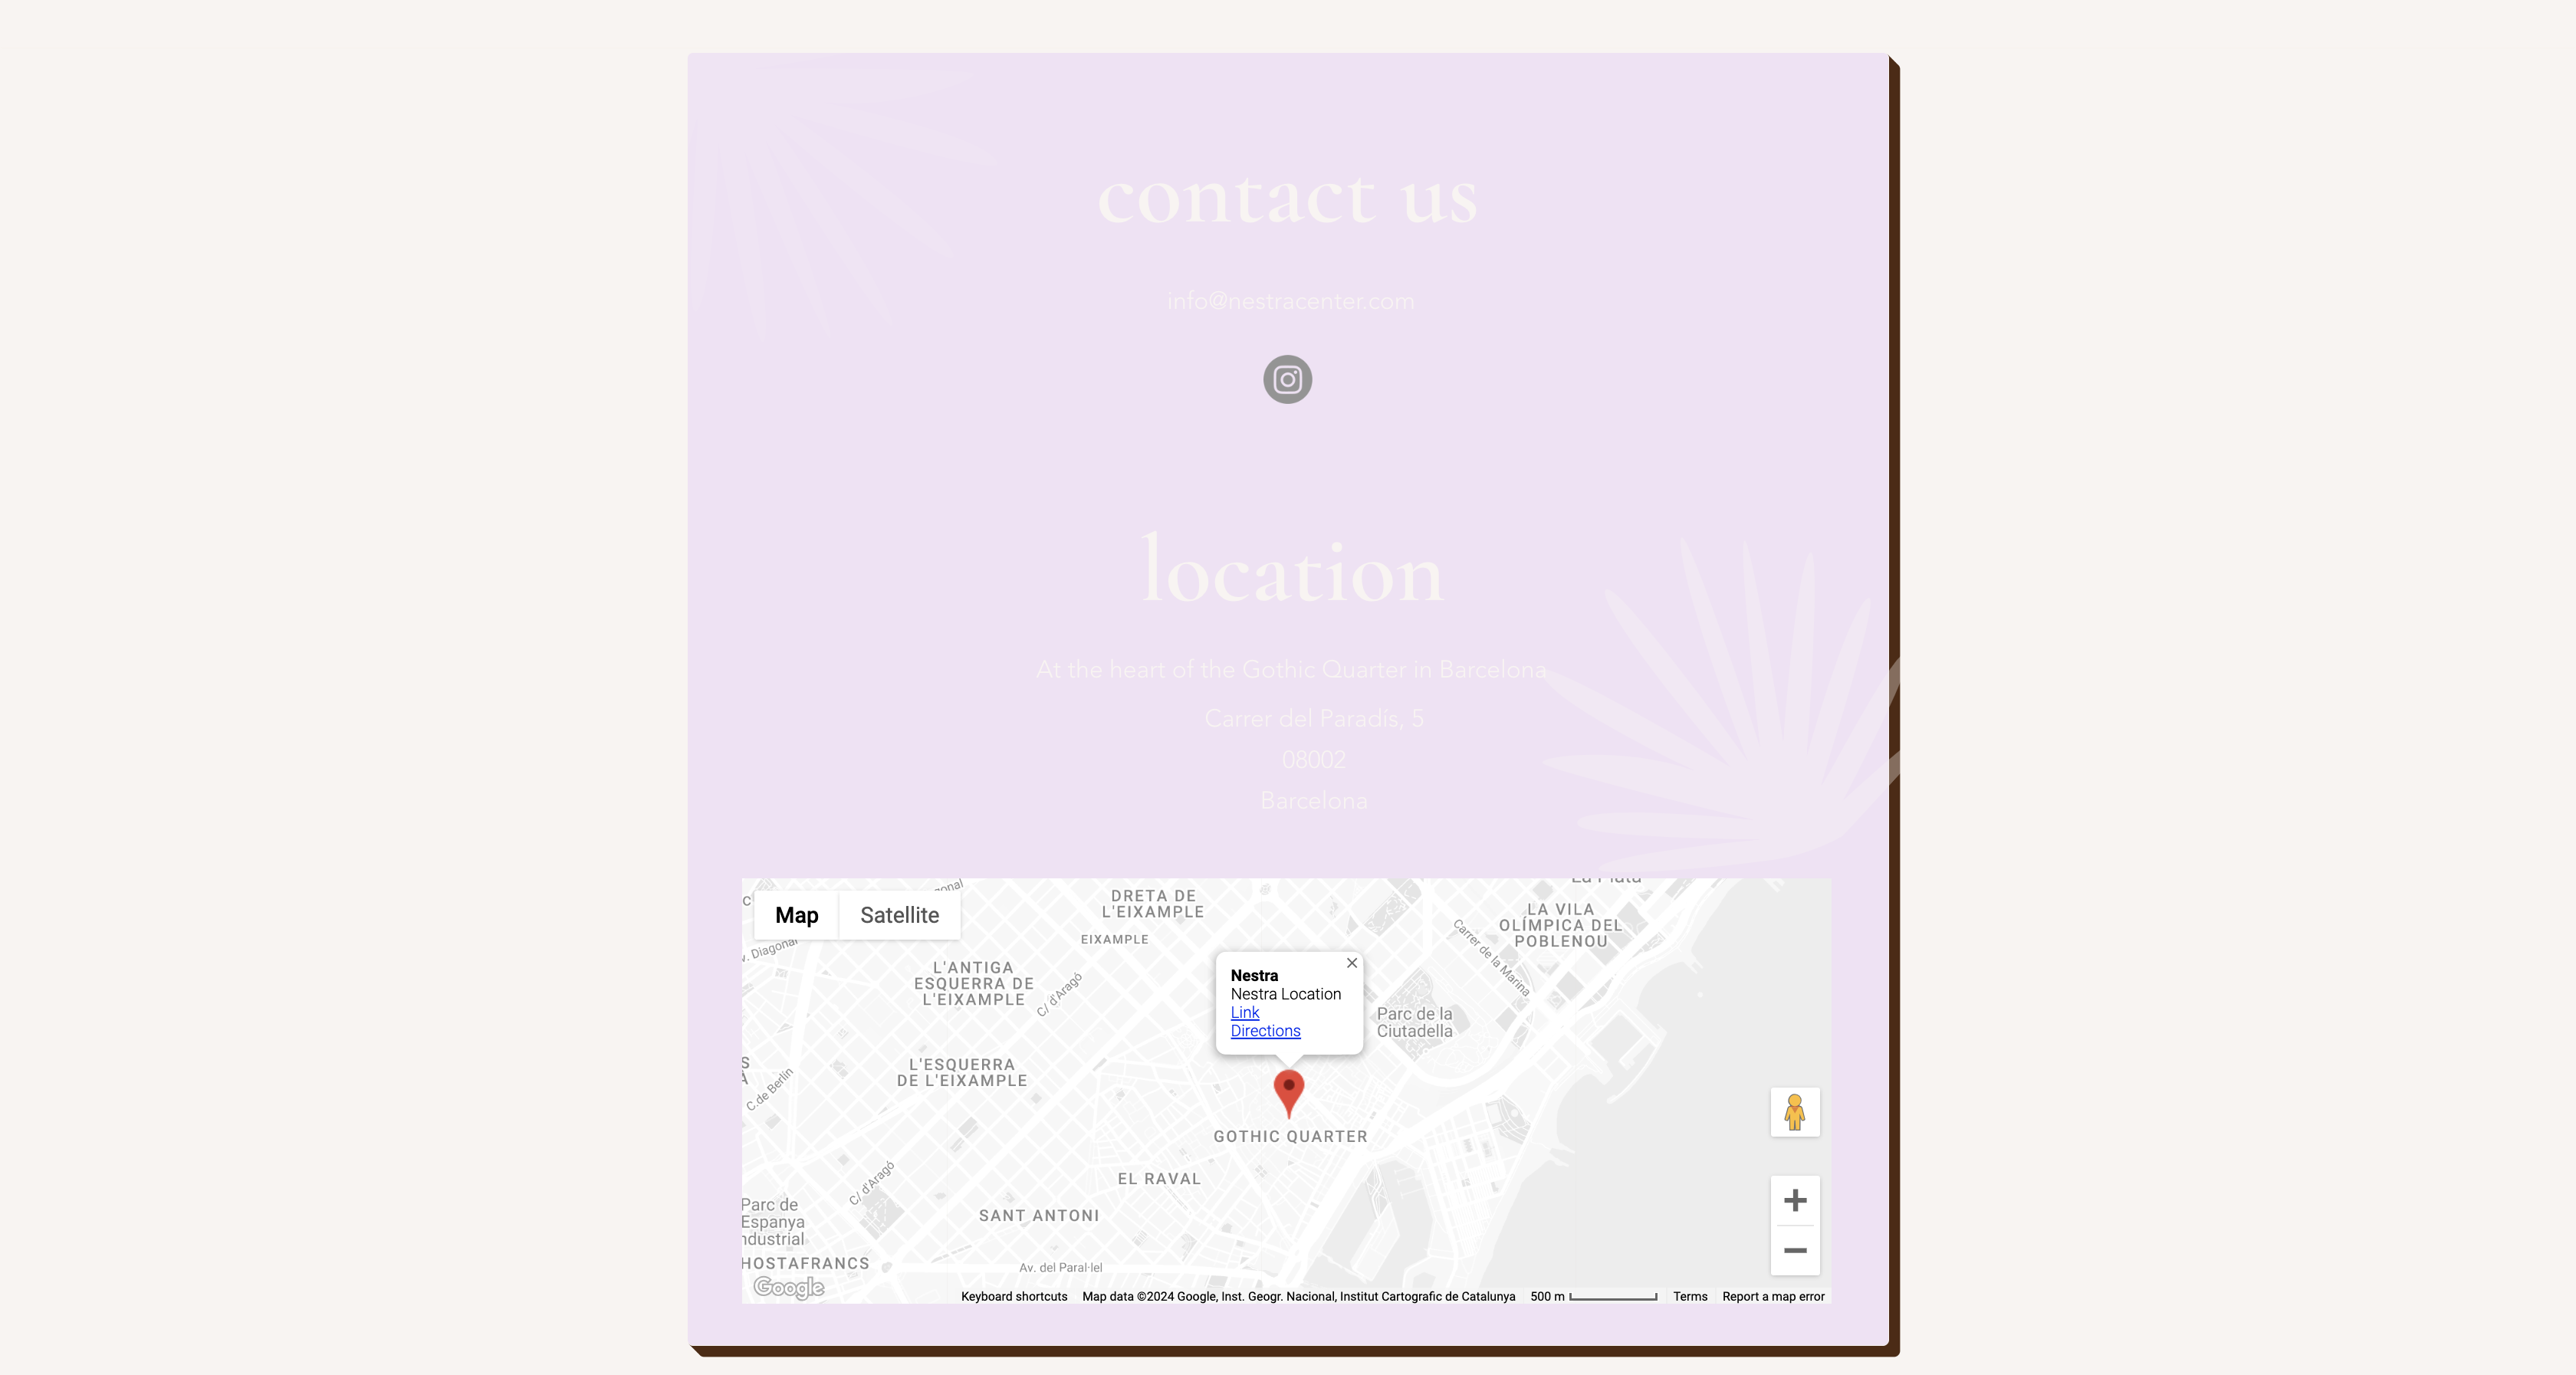 contact us
info@nestracenter.com
location
At the heart of the Gothic Quarter in Barcelona
Carrer del Paradís, 5
08002
Barcelona
Map
Satellite
DRETA DE
L'EIXAMPLE
EIXAMPLE
LA VILA
OLÍMPICA DEL
POBLENOU
Carrer de la Marina
v. Diagonal
L'ANTIGA
ESQUERRA DE
L'EIXAMPLE
C/ d'Aragó
Nestra
Nestra Location
Link
Directions
Parc de la
Ciutadella
L'ESQUERRA
DE L'EIXAMPLE
C.de Berlín
GOTHIC QUARTER
EL RAVAL
C/ d'Aragó
SANT ANTONI
Parc de
Espanya
ndustrial
HOSTAFRANCS
Av. del Paral·lel
Google
Keyboard shortcuts
Map data ©2024 Google, Inst. Geogr. Nacional, Institut Cartografic de Catalunya
500 m
Terms
Report a map error